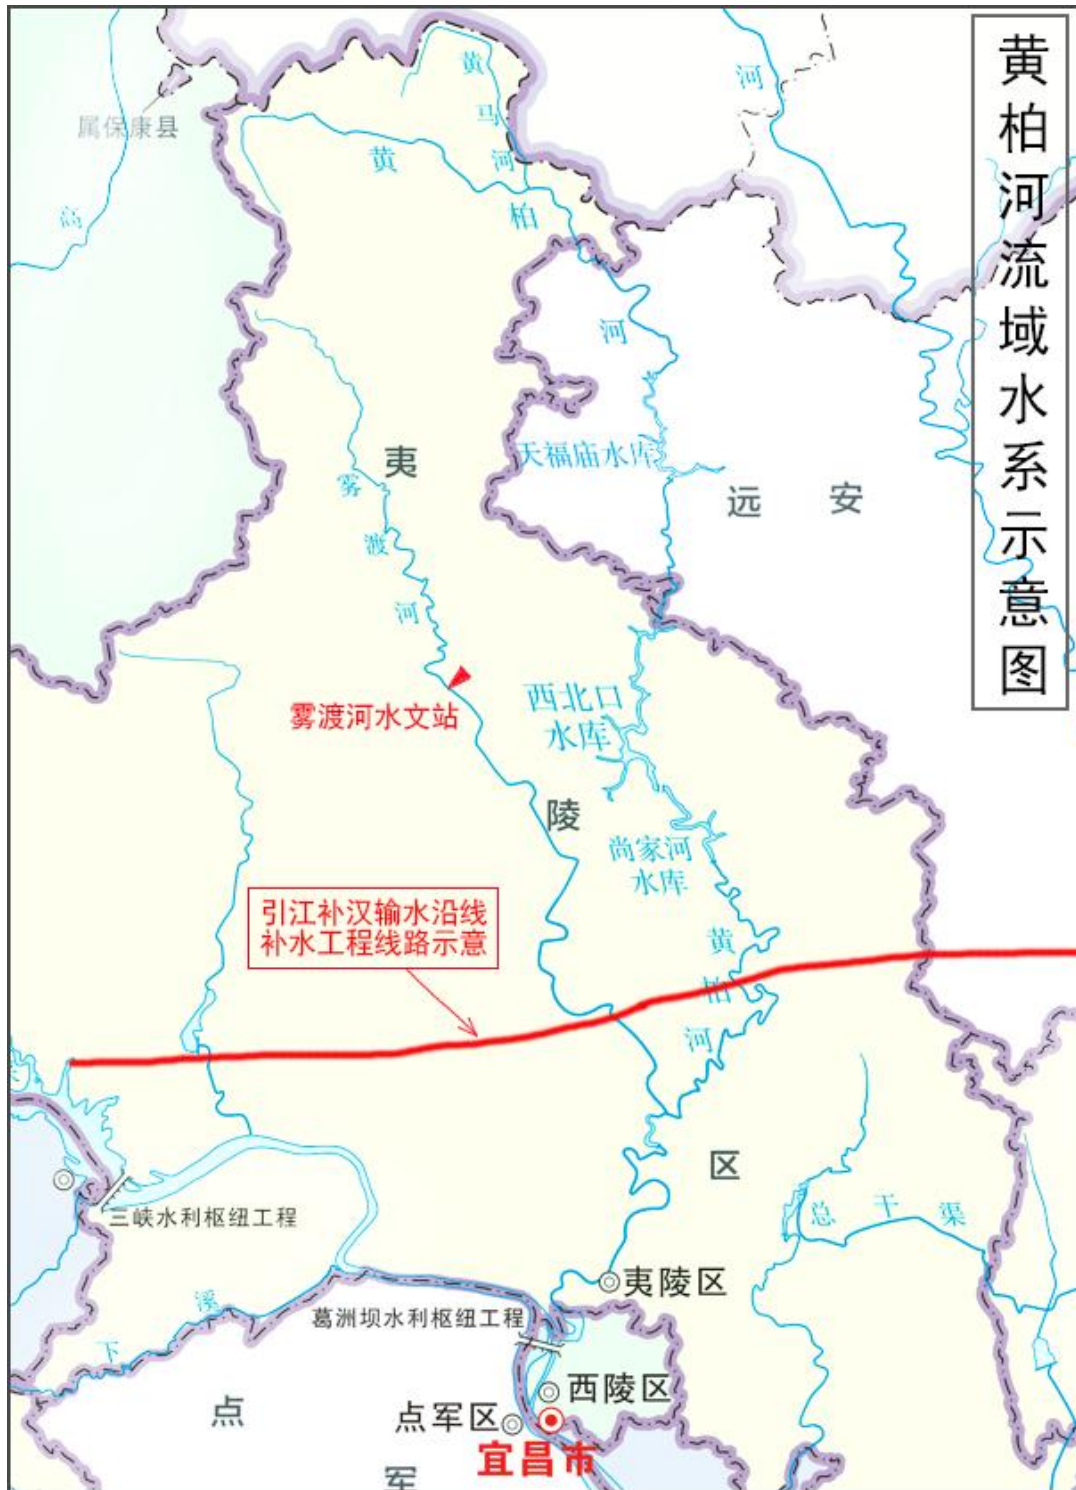 黄柏河流域水系示意图
属保康县
高
河
黄马河
黄柏河
天福庙水库
夷陵区
远安
雾渡河
雾渡河水文站
西北口
水库
尚家河
水库
引江补汉输水沿线
补水工程线路示意
黄柏河
三峡水利枢纽工程
总干渠
夷陵区
葛洲坝水利枢纽工程
下溪
西陵区
点军区
宜昌市
点军